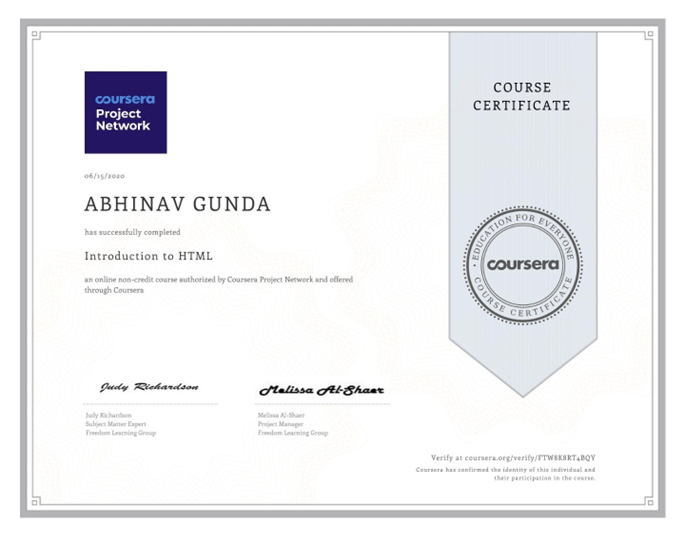 coursera
Project
Network
COURSE
CERTIFICATE
06/15/2020
ABHINAV GUNDA
has successfully completed
Introduction to HTML
an online non-credit course authorized by Coursera Project Network and offered
through Coursera
EDUCATION FOR EVERYONE
coursera
COURSE CERTIFICATE
Judy Richardson
Melissa Al-Shaer
Judy Richardson
Subject Matter Expert
Freedom Learning Group
Melissa Al-Shaer
Project Manager
Freedom Learning Group
Verify at coursera.org/verify/FTW8K8RT4BQY
Coursera has confirmed the identity of this individual and
their participation in the course.